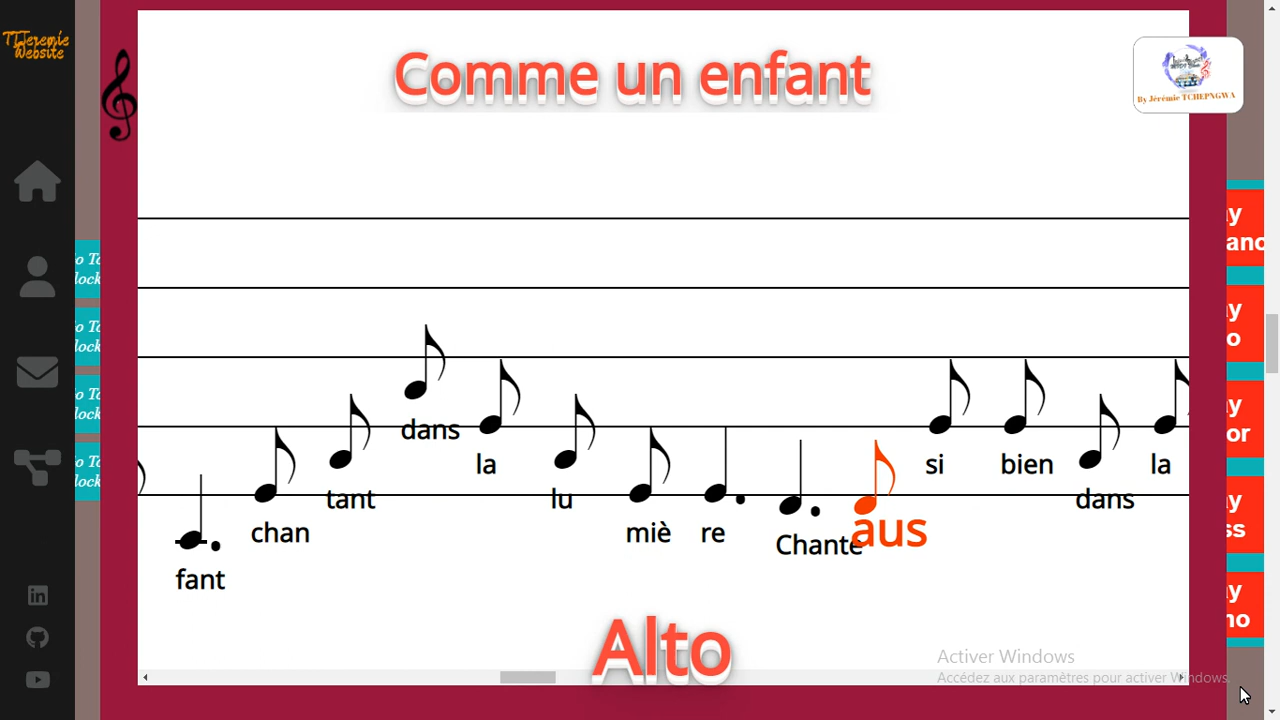 TTJeremie
Website
Comme un enfant
By Jérémie TCHEPNGWA
dans
la
si
bien
la
tant
lu
dans
chan
miè
re
Chante
aus
fant
Alto
Activer Windows
Accédez aux paramètres pour activer Windows.